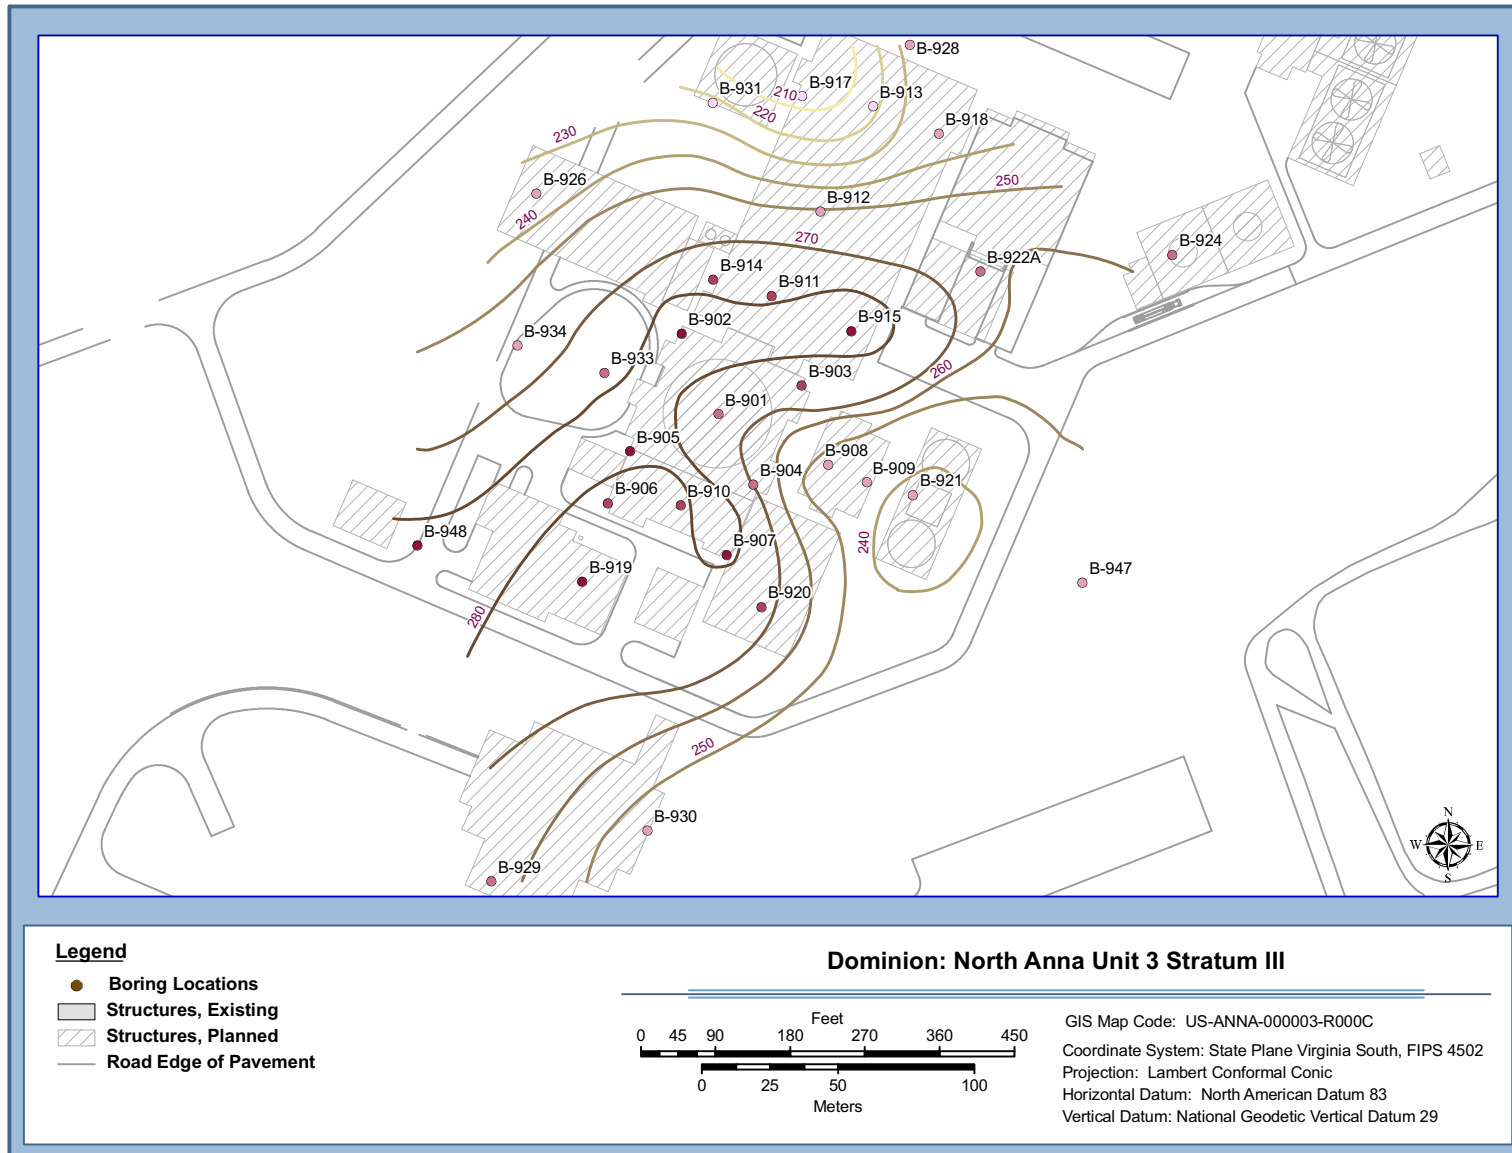 B-928
B-931
B-917
210
B-913
220
B-918
230
B-926
250
B-912
240
270
B-924
B-922A
B-914
B-911
B-915
B-902
B-934
B-933
260
B-903
B-901
B-905
B-908
B-904
B-909
B-921
B-906
B-910
B-948
240
B-907
B-919
B-947
B-920
280
250
B-930
B-929
N
W E
S
Legend
Boring Locations
Structures, Existing
Structures, Planned
Road Edge of Pavement
Dominion: North Anna Unit 3 Stratum III
Feet
0 45 90 180 270 360 450
0 25 50 100
Meters
GIS Map Code: US-ANNA-000003-R000C
Coordinate System: State Plane Virginia South, FIPS 4502
Projection: Lambert Conformal Conic
Horizontal Datum: North American Datum 83
Vertical Datum: National Geodetic Vertical Datum 29